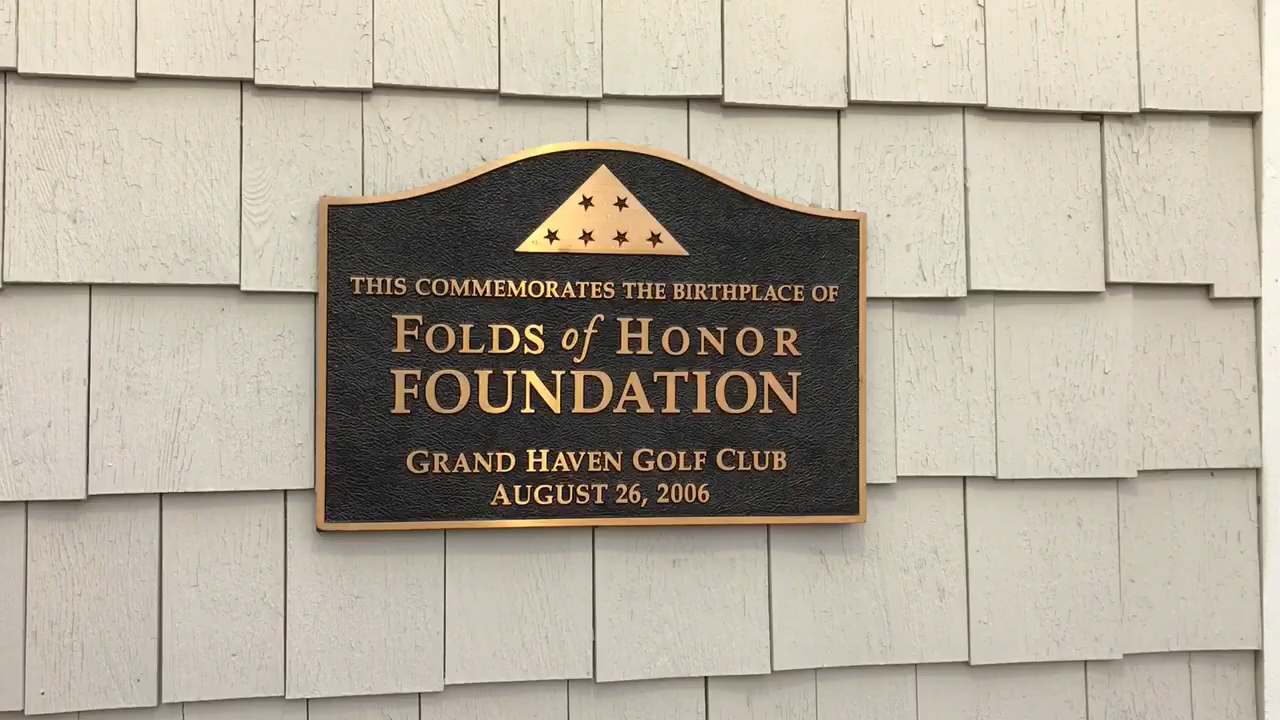 THIS COMMEMORATES THE BIRTHPLACE OF
FOLDS of HONOR
FOUNDATION
GRAND HAVEN GOLF CLUB
AUGUST 26, 2006